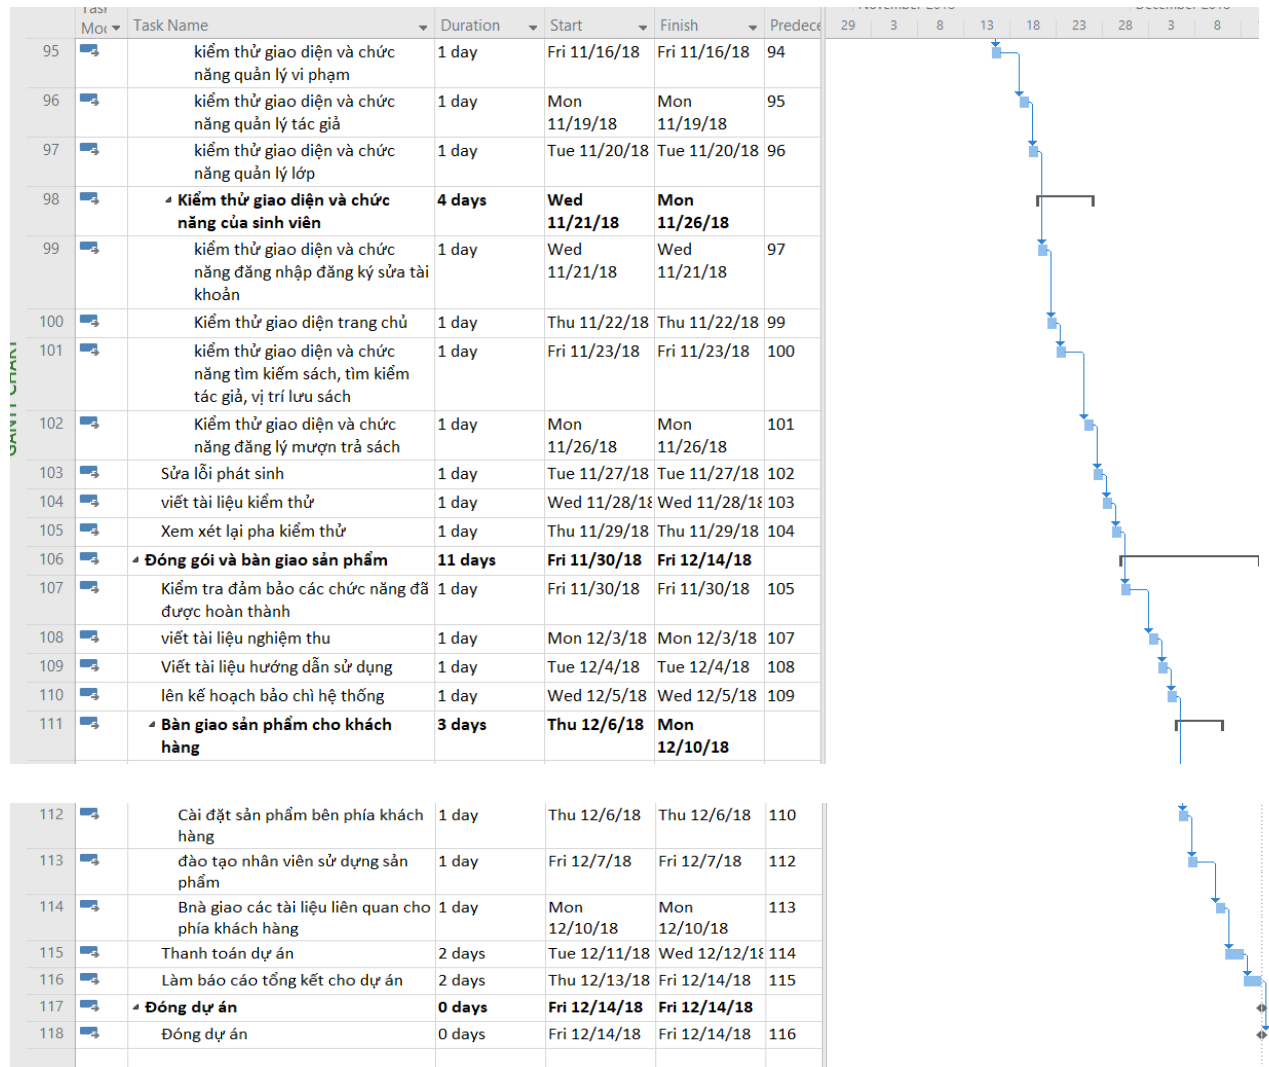 Task
November 2018
December 2018
Mod
Task Name
Duration
Start
Finish
Predece
29 3 8 13 18 23 28 3 8
95 kiểm thử giao diện và chức 1 day Fri 11/16/18 Fri 11/16/18 94
năng quản lý vi phạm
96 kiểm thử giao diện và chức 1 day Mon Mon 95
năng quản lý tác giả 11/19/18 11/19/18
97 kiểm thử giao diện và chức 1 day Tue 11/20/18 Tue 11/20/18 96
năng quản lý lớp
98 Kiểm thử giao diện và chức 4 days Wed Mon
năng của sinh viên 11/21/18 11/26/18
99 kiểm thử giao diện và chức 1 day Wed Wed 97
năng đăng nhập đăng ký sửa tài 11/21/18 11/21/18
khoản
100 Kiểm thử giao diện trang chủ 1 day Thu 11/22/18 Thu 11/22/18 99
101 kiểm thử giao diện và chức 1 day Fri 11/23/18 Fri 11/23/18 100
năng tìm kiếm sách, tìm kiểm
tác giả, vị trí lưu sách
102 Kiểm thử giao diện và chức 1 day Mon Mon 101
năng đăng lý mượn trả sách 11/26/18 11/26/18
103 Sửa lỗi phát sinh 1 day Tue 11/27/18 Tue 11/27/18 102
104 viết tài liệu kiểm thử 1 day Wed 11/28/18 Wed 11/28/18 103
105 Xem xét lại pha kiểm thử 1 day Thu 11/29/18 Thu 11/29/18 104
106 Đóng gói và bàn giao sản phẩm 11 days Fri 11/30/18 Fri 12/14/18
107 Kiểm tra đảm bảo các chức năng đã 1 day Fri 11/30/18 Fri 11/30/18 105
được hoàn thành
108 viết tài liệu nghiệm thu 1 day Mon 12/3/18 Mon 12/3/18 107
109 Viết tài liệu hướng dẫn sử dụng 1 day Tue 12/4/18 Tue 12/4/18 108
110 lên kế hoạch bảo chì hệ thống 1 day Wed 12/5/18 Wed 12/5/18 109
111 Bàn giao sản phẩm cho khách 3 days Thu 12/6/18 Mon
hàng 12/10/18
GANTT CHART
112 Cài đặt sản phẩm bên phía khách 1 day Thu 12/6/18 Thu 12/6/18 110
hàng
113 đào tạo nhân viên sử dụng sản 1 day Fri 12/7/18 Fri 12/7/18 112
phẩm
114 Bnà giao các tài liệu liên quan cho 1 day Mon Mon 113
phía khách hàng 12/10/18 12/10/18
115 Thanh toán dự án 2 days Tue 12/11/18 Wed 12/12/18 114
116 Làm báo cáo tổng kết cho dự án 2 days Thu 12/13/18 Fri 12/14/18 115
117 Đóng dự án 0 days Fri 12/14/18 Fri 12/14/18
118 Đóng dự án 0 days Fri 12/14/18 Fri 12/14/18 116